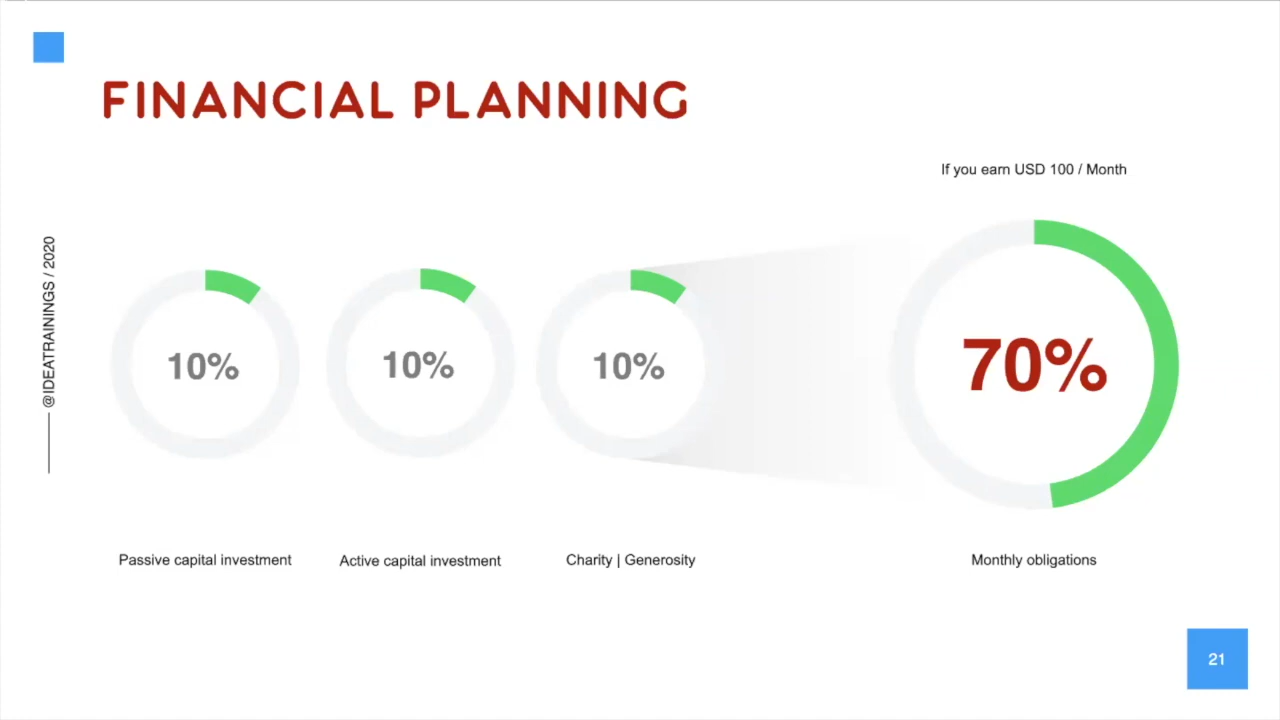 FINANCIAL PLANNING
If you earn USD 100 / Month
@IDEATRAININGS / 2020
10%
10%
10%
70%
Passive capital investment
Active capital investment
Charity | Generosity
Monthly obligations
21